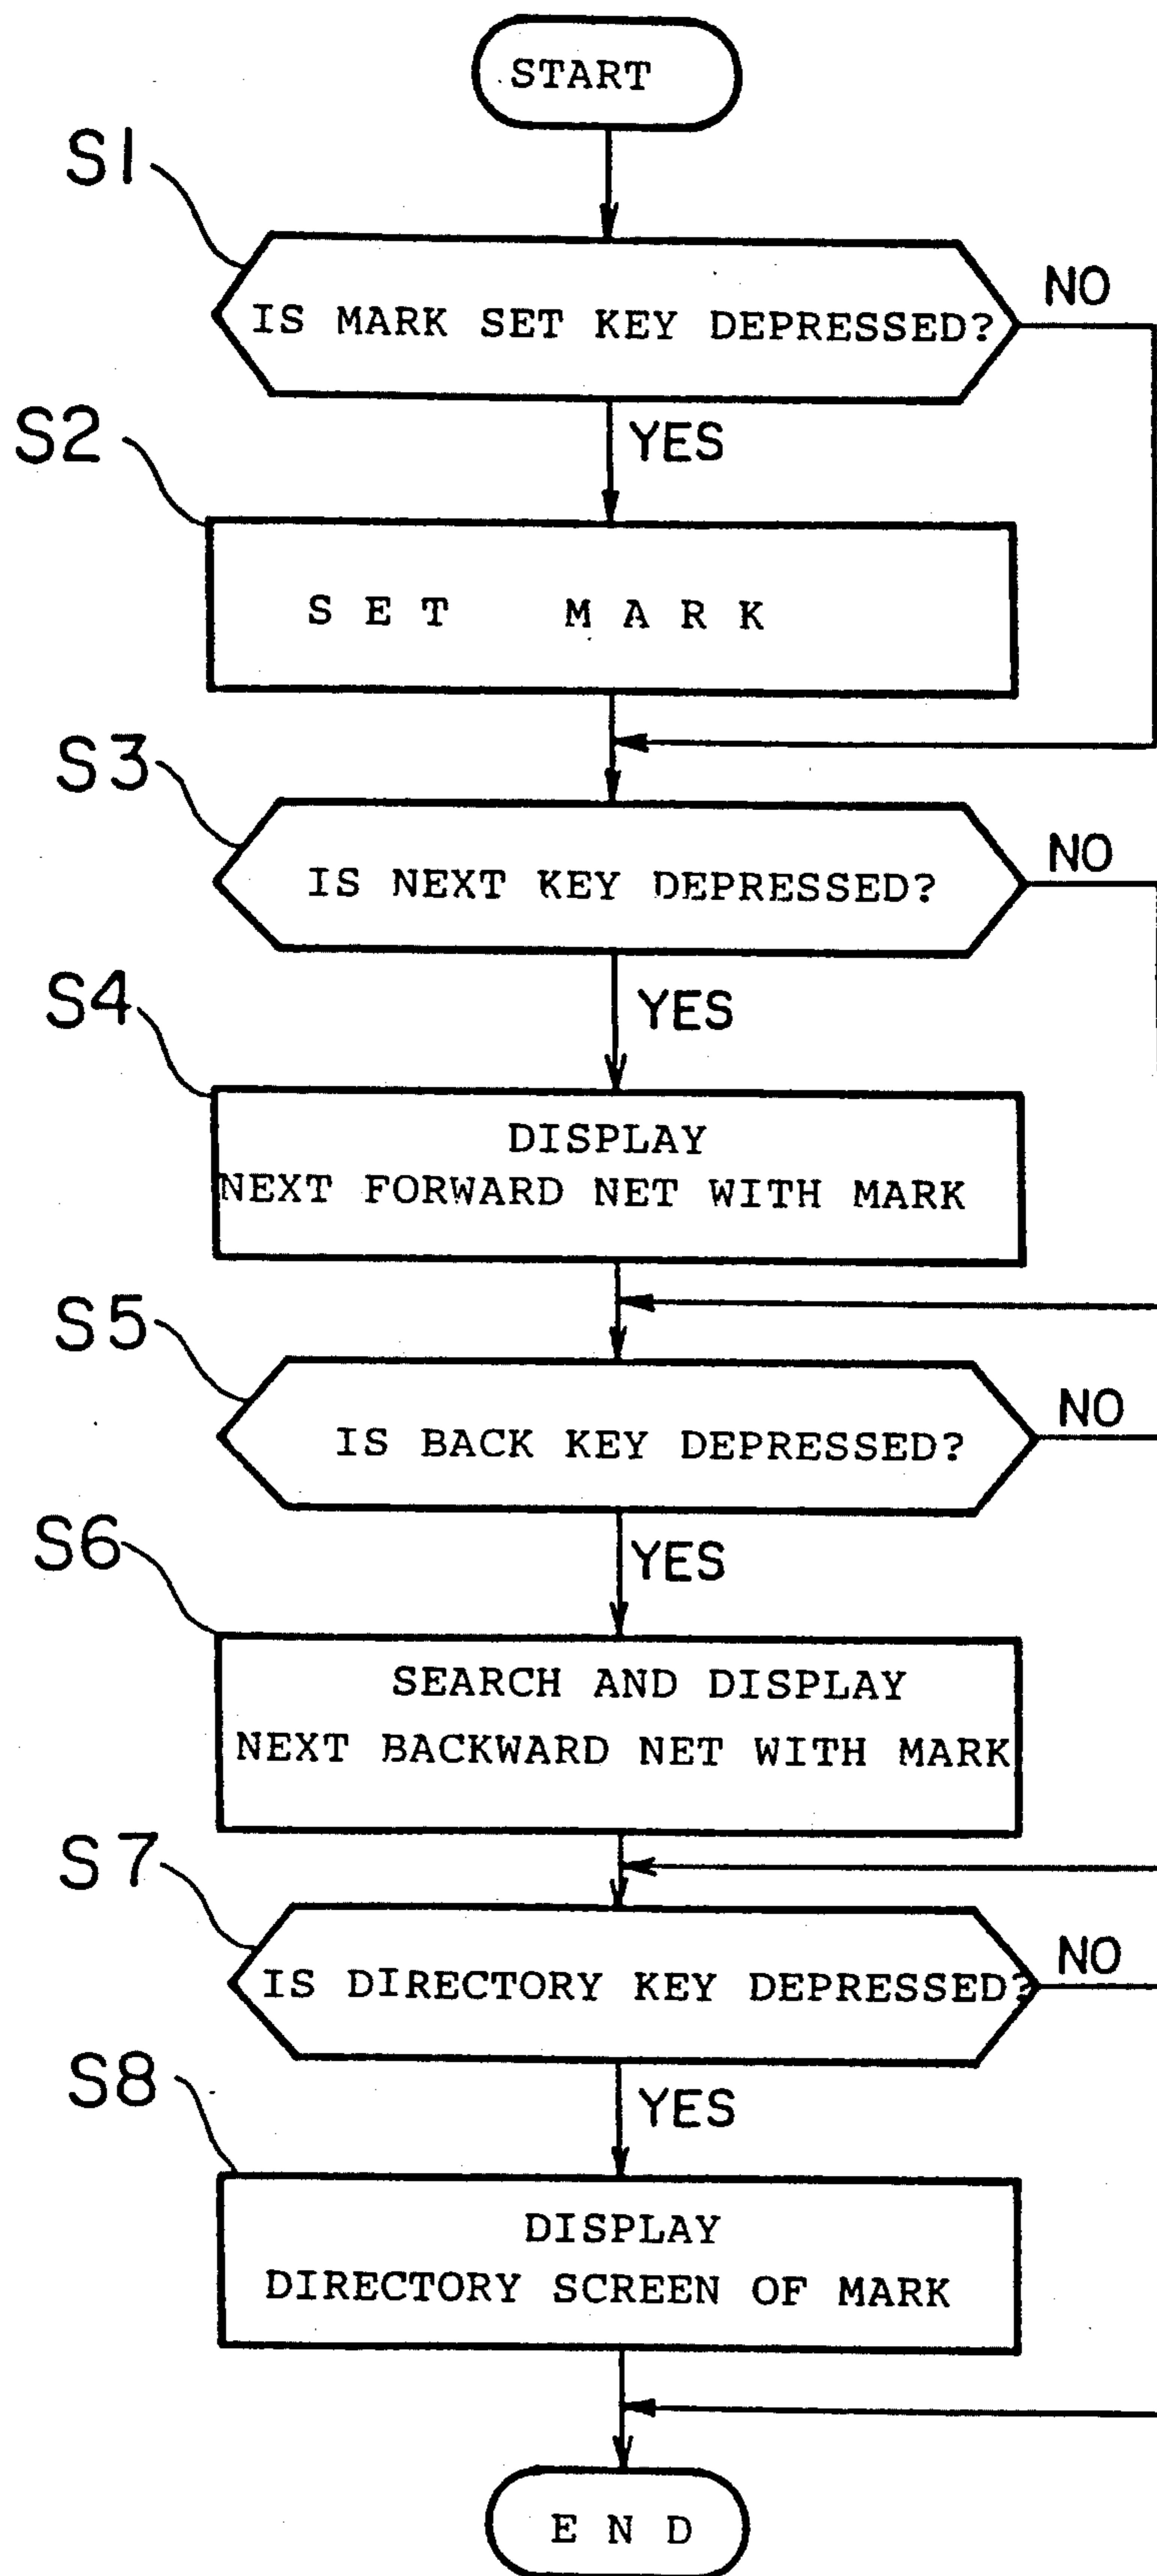 START
S1
IS MARK SET KEY DEPRESSED?
NO
YES
S2
SET MARK
S3
IS NEXT KEY DEPRESSED?
NO
YES
S4
DISPLAY
NEXT FORWARD NET WITH MARK
S5
IS BACK KEY DEPRESSED?
NO
YES
S6
SEARCH AND DISPLAY
NEXT BACKWARD NET WITH MARK
S7
IS DIRECTORY KEY DEPRESSED?
NO
YES
S8
DISPLAY
DIRECTORY SCREEN OF MARK
END